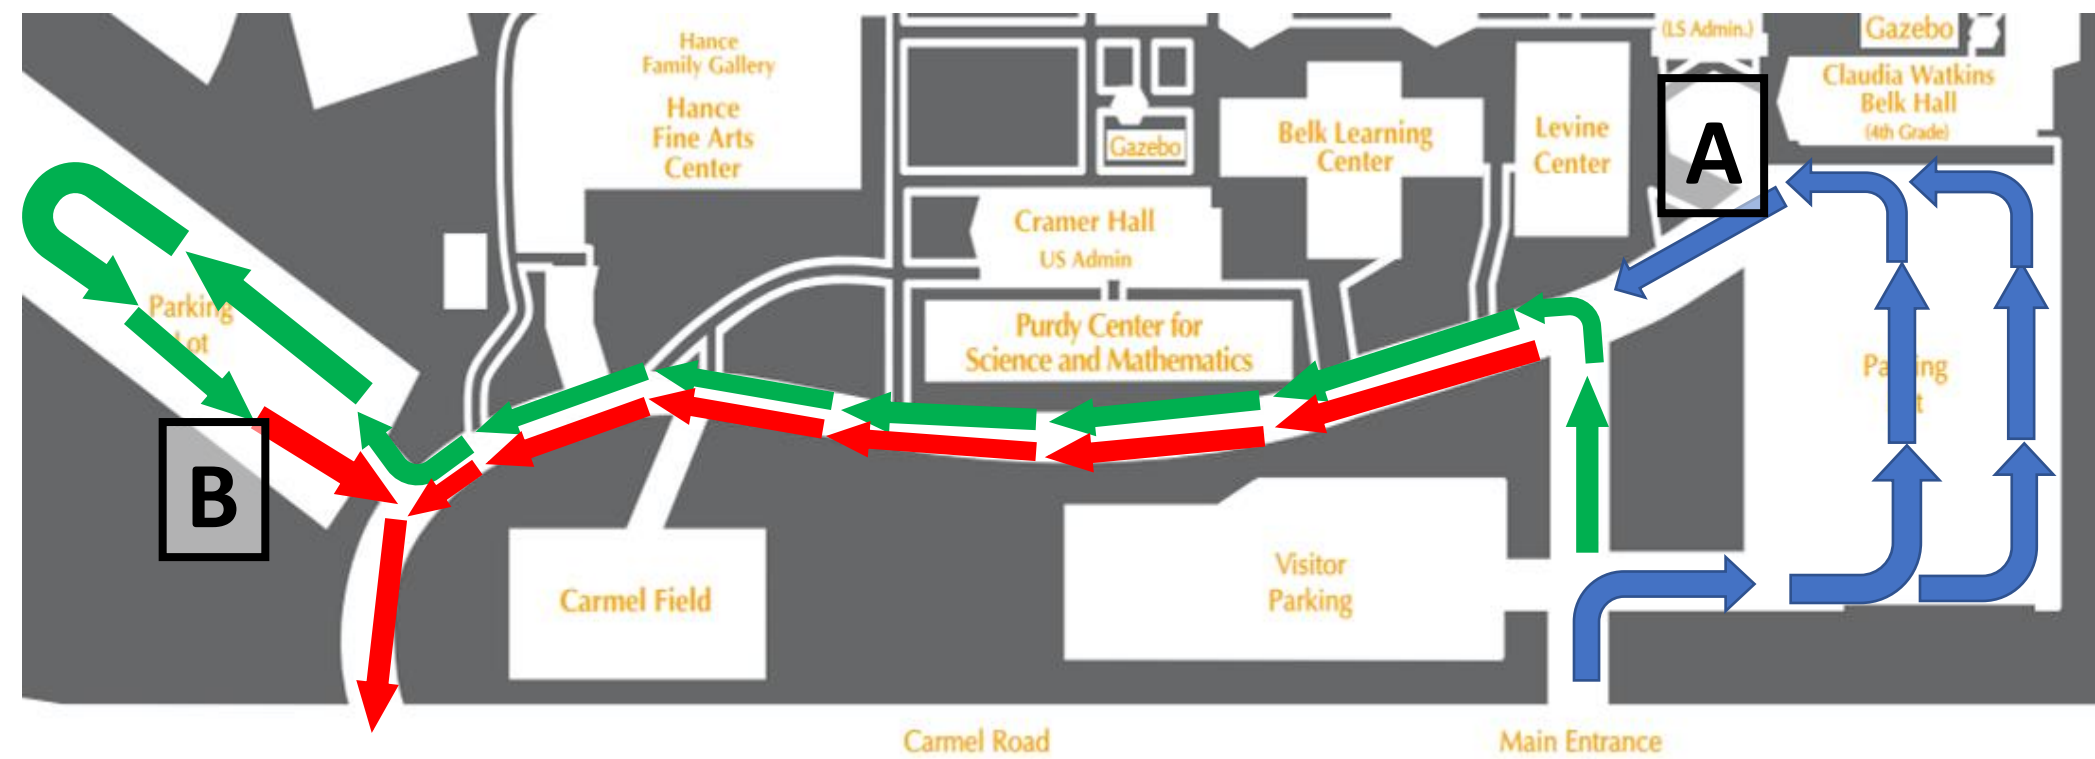 Hance
Family Gallery
Hance
Fine Arts
Center
Gazebo
Belk Learning
Center
Levine
Center
(LS Admin.)
Gazebo
Claudia Watkins
Belk Hall
(4th Grade)
A
Cramer Hall
US Admin
Purdy Center for
Science and Mathematics
Parking
Lot
B
Carmel Field
Visitor
Parking
Carmel Road
Main Entrance